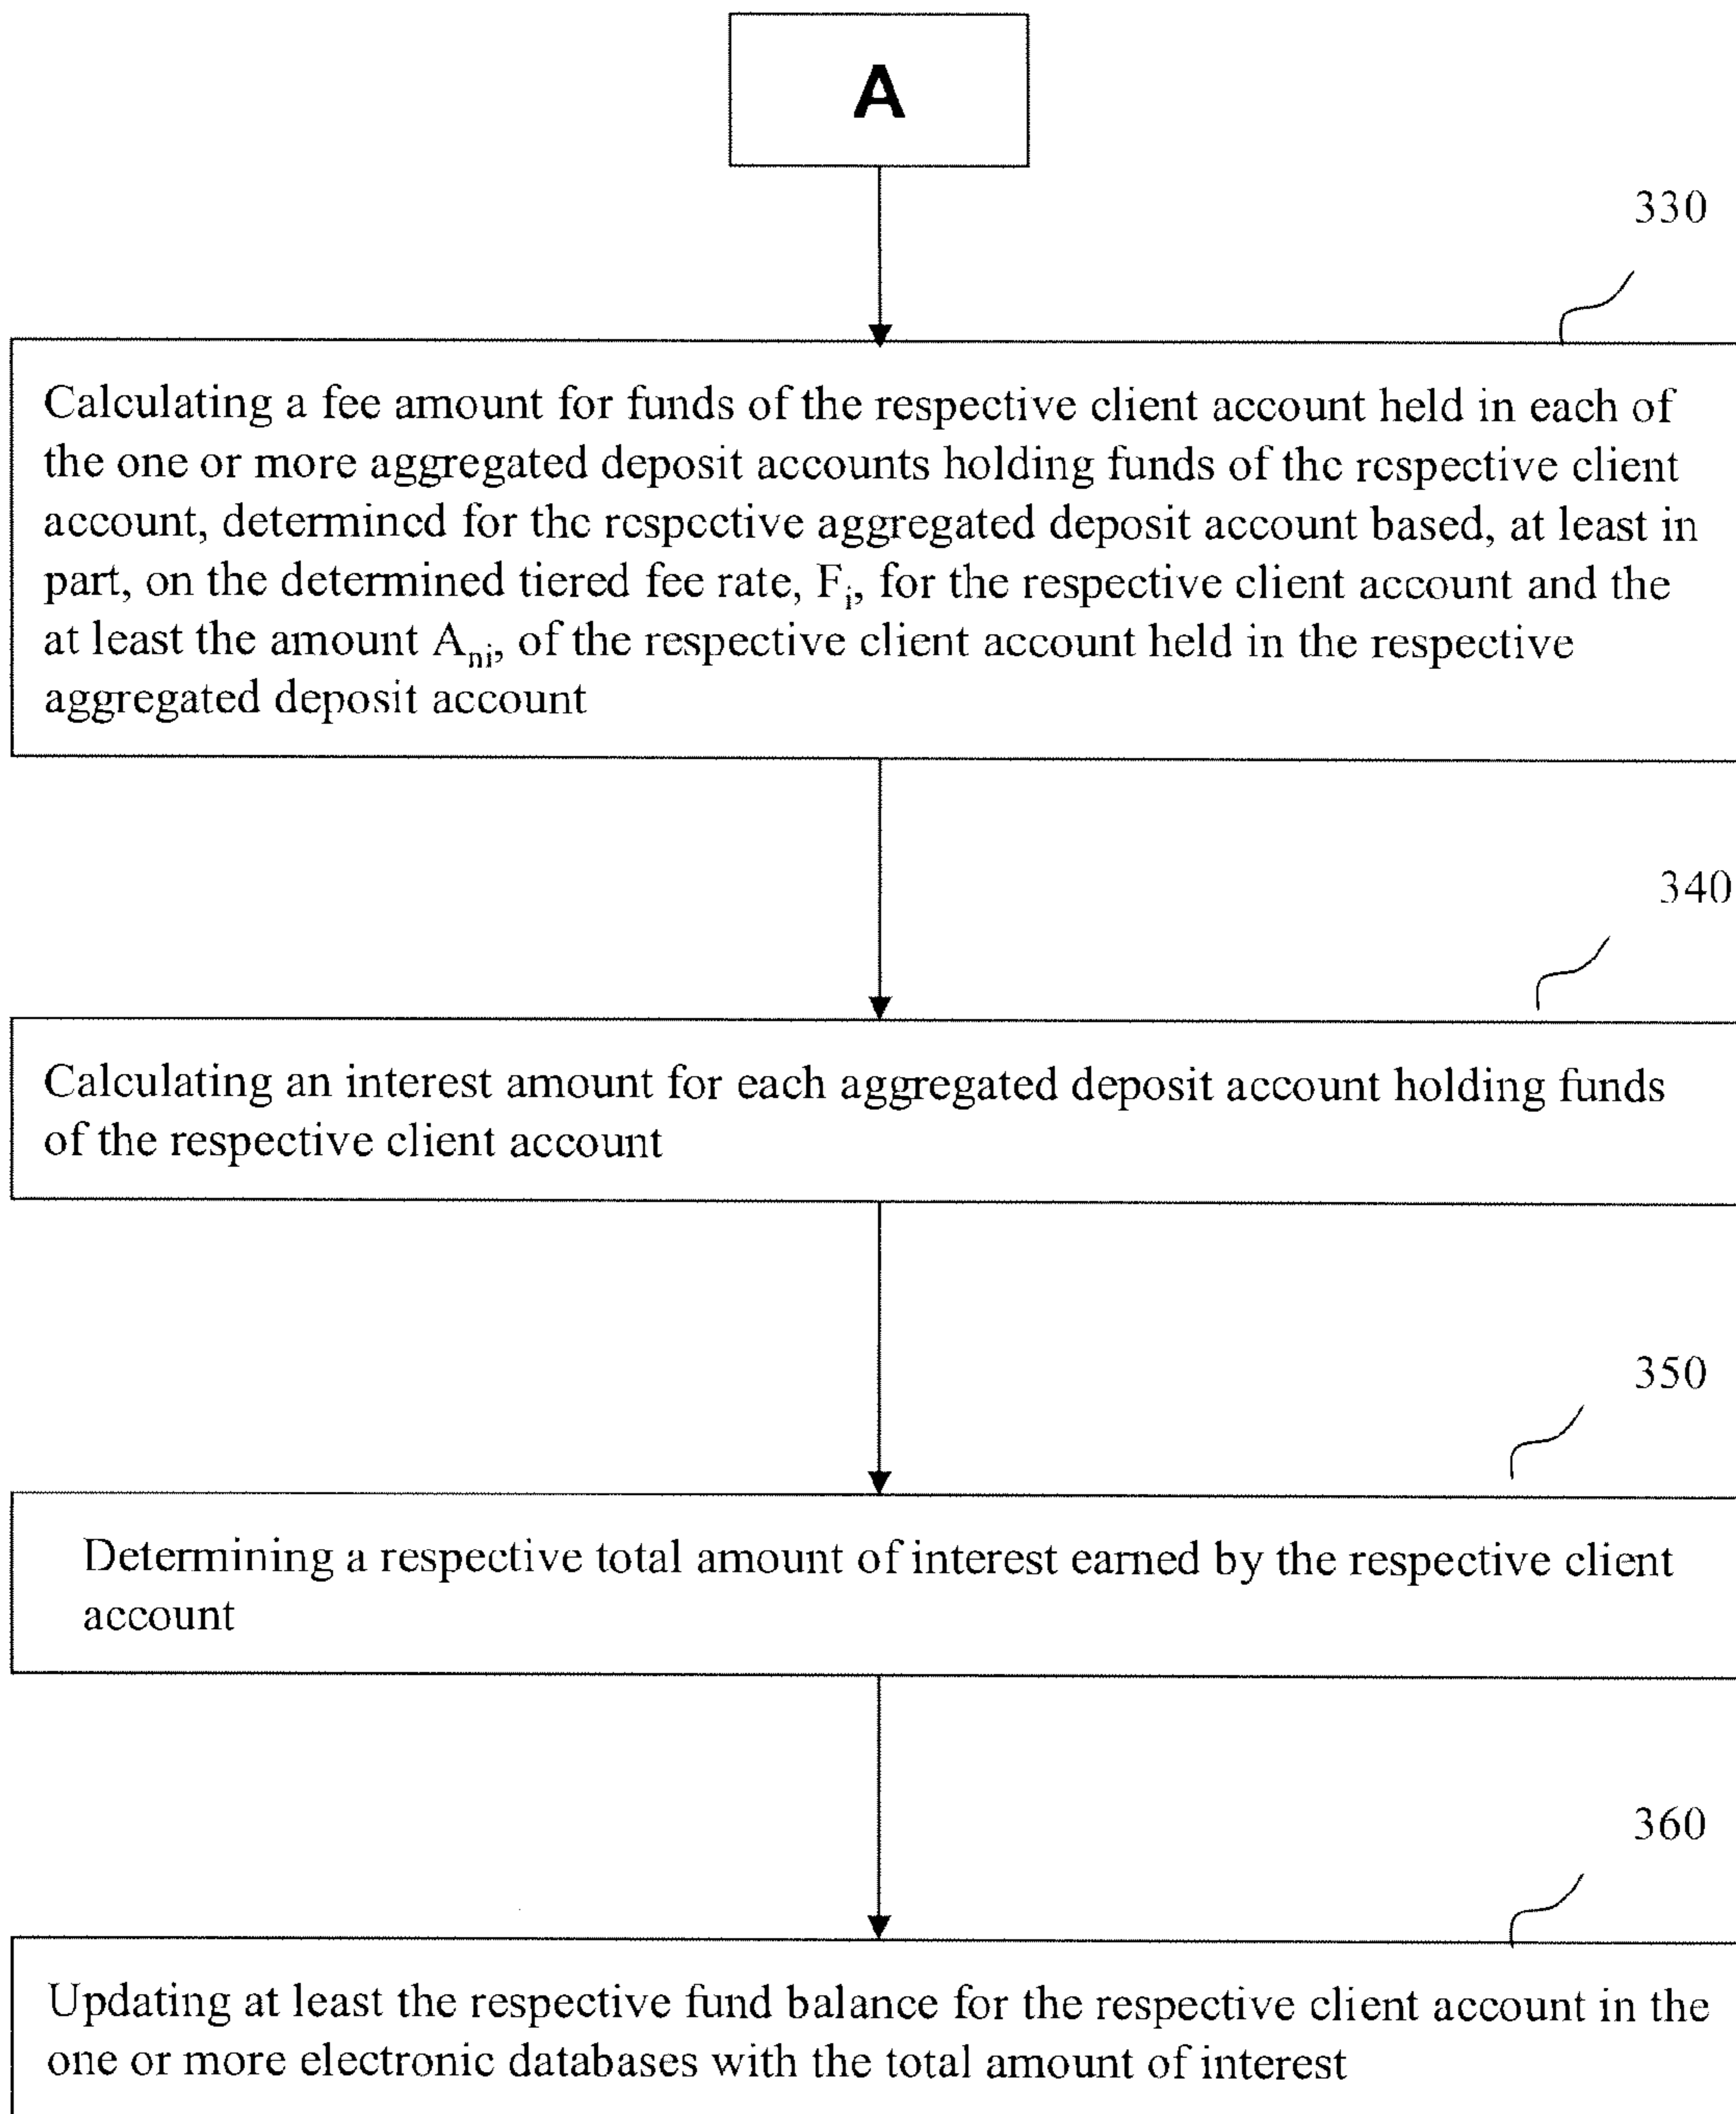 A
330
Calculating a fee amount for funds of the respective client account held in each of
the one or more aggregated deposit accounts holding funds of the respective client
account, determined for the respective aggregated deposit account based, at least in
part, on the determined tiered fee rate, Fi, for the respective client account and the
at least the amount Ani, of the respective client account held in the respective
aggregated deposit account
340
Calculating an interest amount for each aggregated deposit account holding funds
of the respective client account
350
Determining a respective total amount of interest earned by the respective client
account
360
Updating at least the respective fund balance for the respective client account in the
one or more electronic databases with the total amount of interest